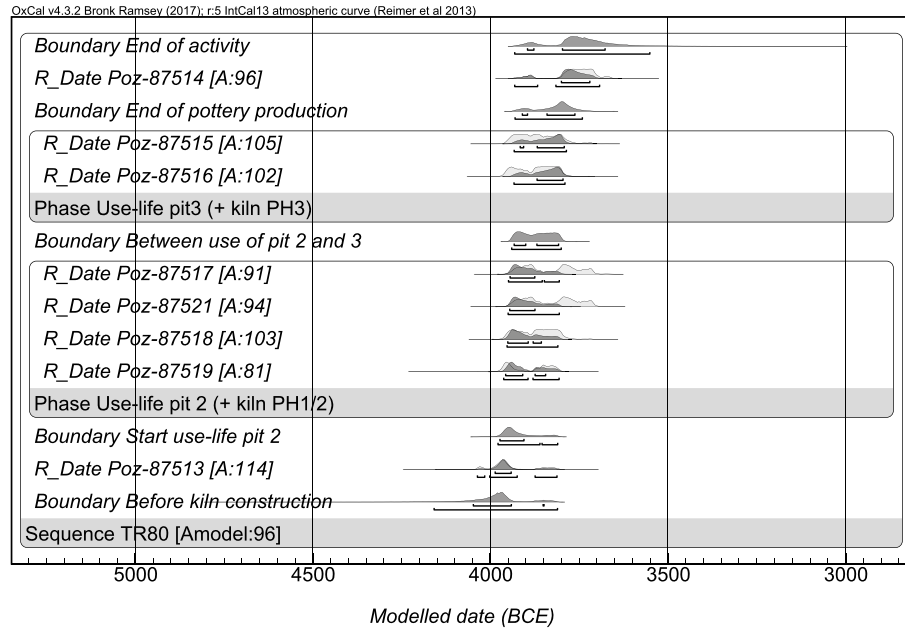 OxCal v4.3.2 Bronk Ramsey (2017); r:5 IntCal13 atmospheric curve (Reimer et al 2013)
Boundary End of activity
R_Date Poz-87514 [A:96]
Boundary End of pottery production
R_Date Poz-87515 [A:105]
R_Date Poz-87516 [A:102]
Phase Use-life pit3 (+ kiln PH3)
Boundary Between use of pit 2 and 3
R_Date Poz-87517 [A:91]
R_Date Poz-87521 [A:94]
R_Date Poz-87518 [A:103]
R_Date Poz-87519 [A:81]
Phase Use-life pit 2 (+ kiln PH1/2)
Boundary Start use-life pit 2
R_Date Poz-87513 [A:114]
Boundary Before kiln construction
Sequence TR80 [Amodel:96]
5000 4500 4000 3500 3000
Modelled date (BCE)